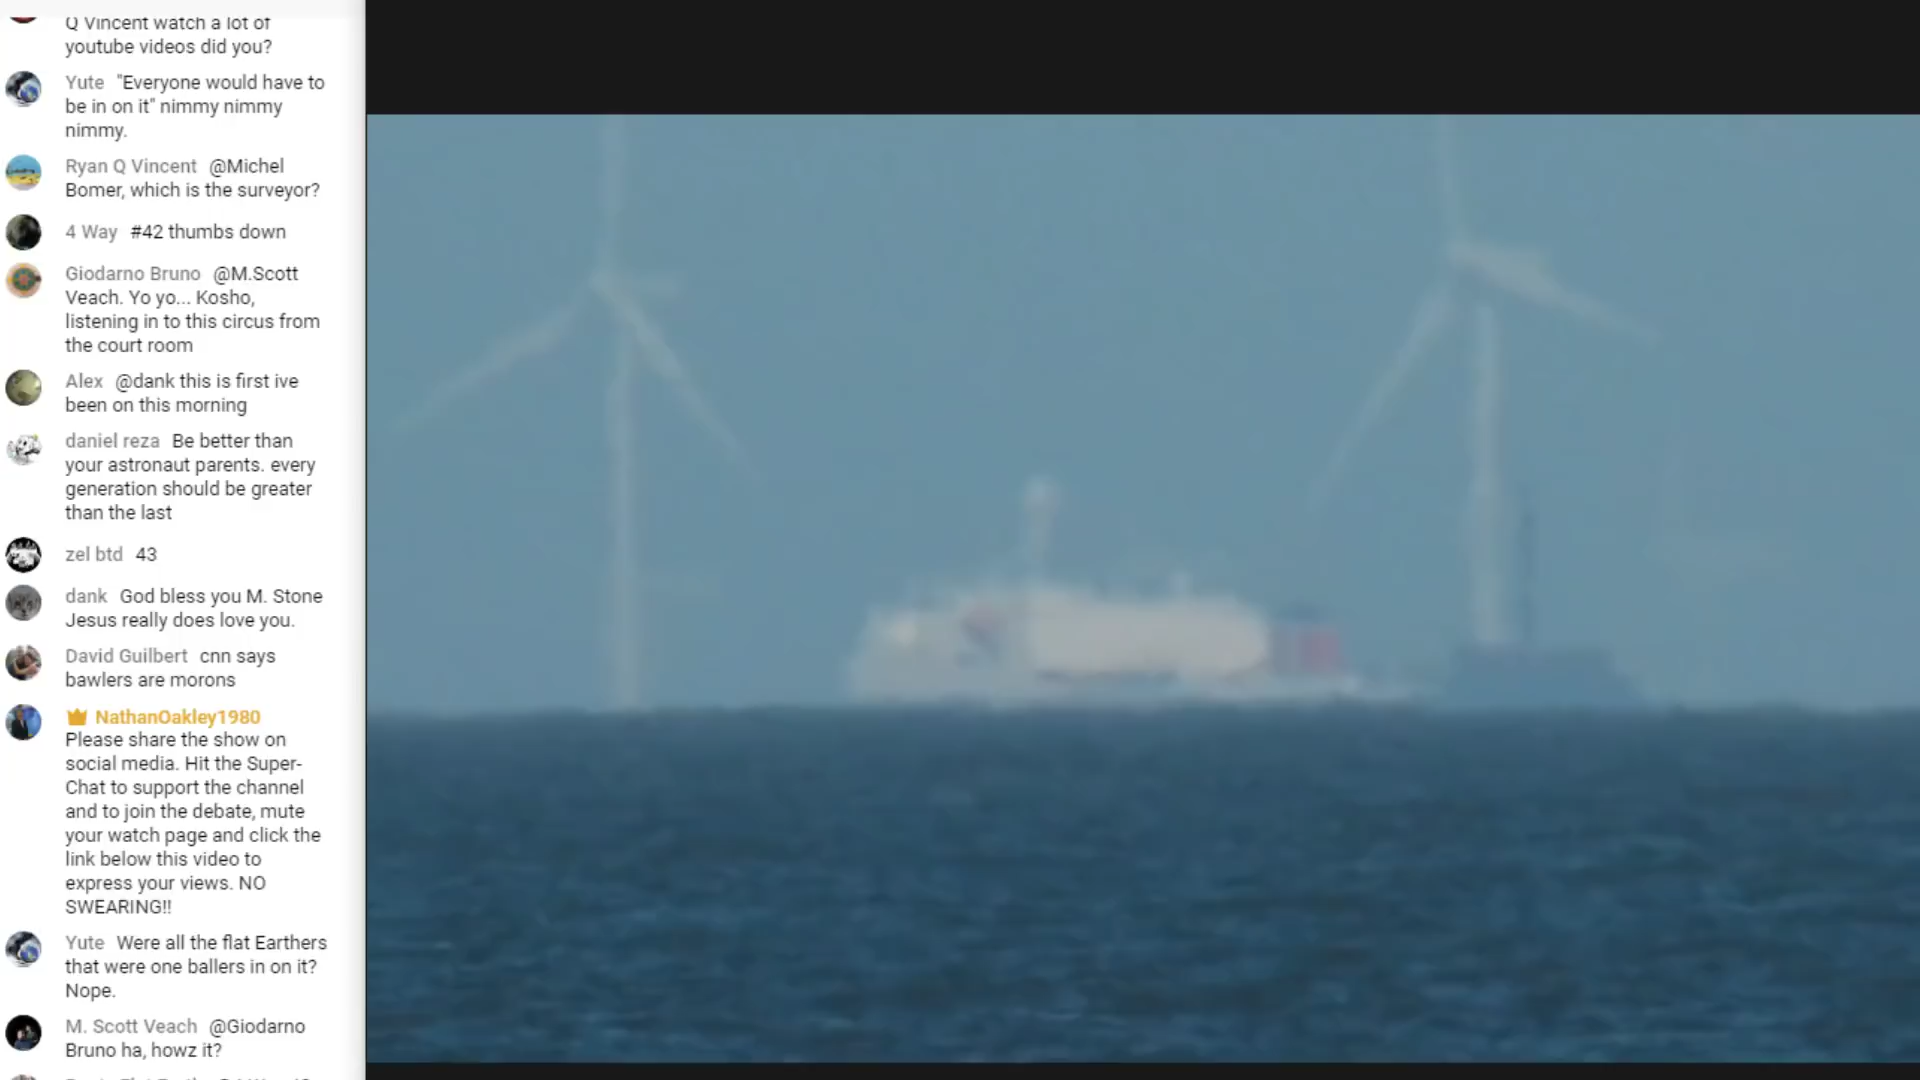 Q Vincent watch a lot of
youtube videos did you?
Yute "Everyone would have to
be in on it" nimmy nimmy
nimmy.
Ryan Q Vincent @Michel
Bomer, which is the surveyor?
4 Way #42 thumbs down
Giodarno Bruno @M.Scott
Veach. Yo yo... Kosho,
listening in to this circus from
the court room
Alex @dank this is first ive
been on this morning
daniel reza Be better than
your astronaut parents. every
generation should be greater
than the last
zel btd 43
dank God bless you M. Stone
Jesus really does love you.
David Guilbert cnn says
bawlers are morons
NathanOakley1980
Please share the show on
social media. Hit the Super-
Chat to support the channel
and to join the debate, mute
your watch page and click the
link below this video to
express your views. NO
SWEARING!!
Yute Were all the flat Earthers
that were one ballers in on it?
Nope.
M. Scott Veach @Giodarno
Bruno ha, howz it?